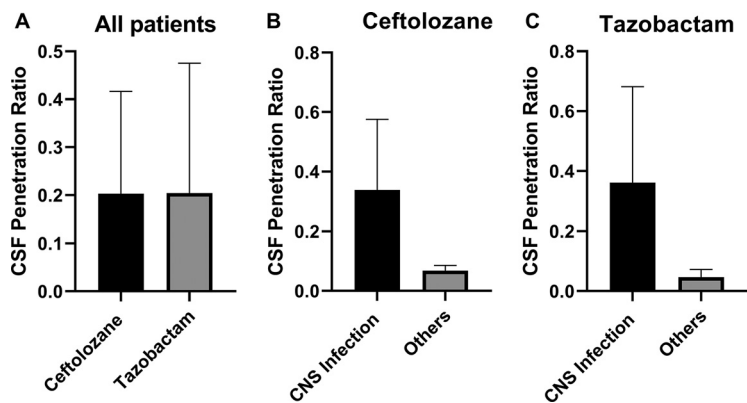 A All patients
CSF Penetration Ratio
0.5
0.4
0.3
0.2
0.1
0.0
Ceftolozane
Tazobactam
B Ceftolozane
CSF Penetration Ratio
0.8
0.6
0.4
0.2
0.0
CNS Infection
Others
C Tazobactam
CSF Penetration Ratio
0.8
0.6
0.4
0.2
0.0
CNS Infection
Others